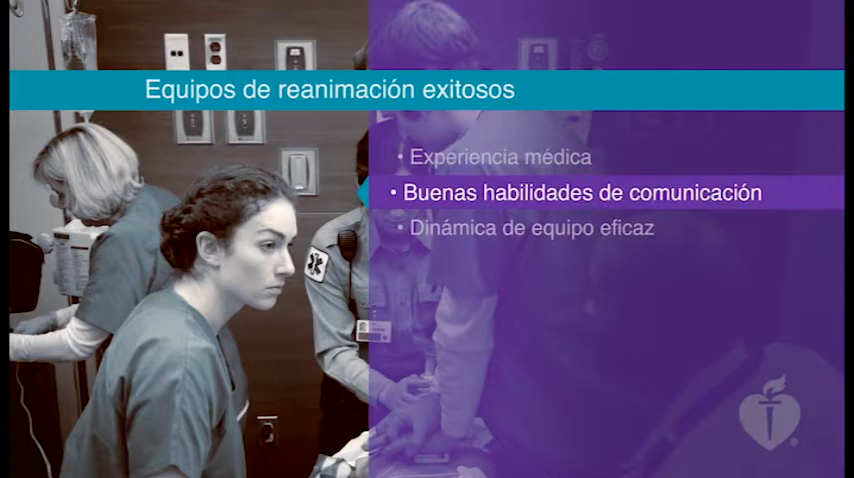 Equipos de reanimación exitosos
• Experiencia médica
• Buenas habilidades de comunicación
• Dinámica de equipo eficaz
®